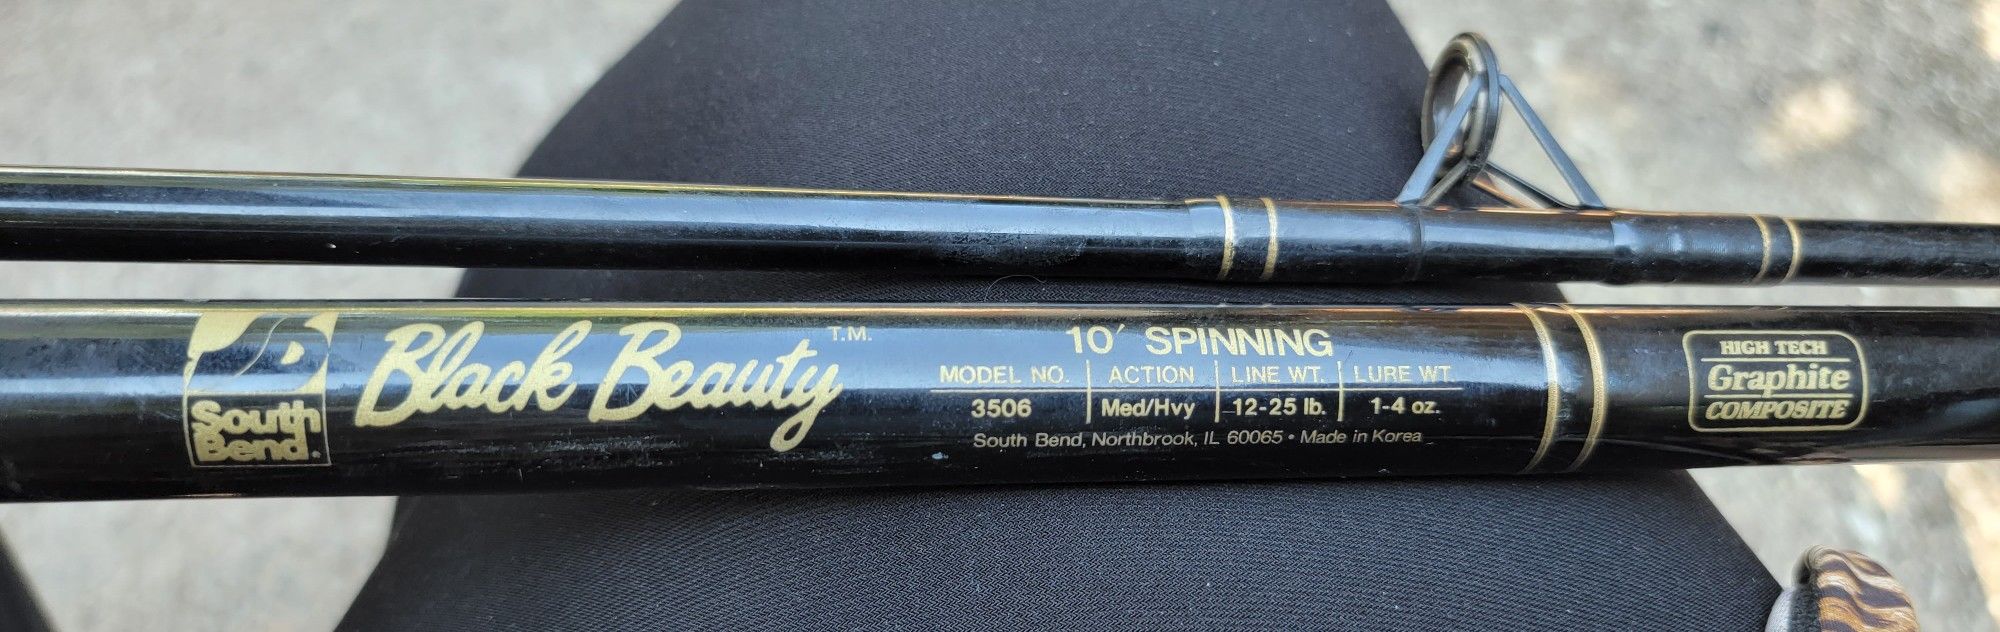 South
Bend.
Black Beauty T.M.
10' SPINNING
MODEL NO. ACTION LINE WT. LURE WT
3506 Med/Hvy 12-25 lb. 1-4 oz.
South Bend, Northbrook, IL 60065 • Made in Korea
HIGH TECH
Graphite
COMPOSITE